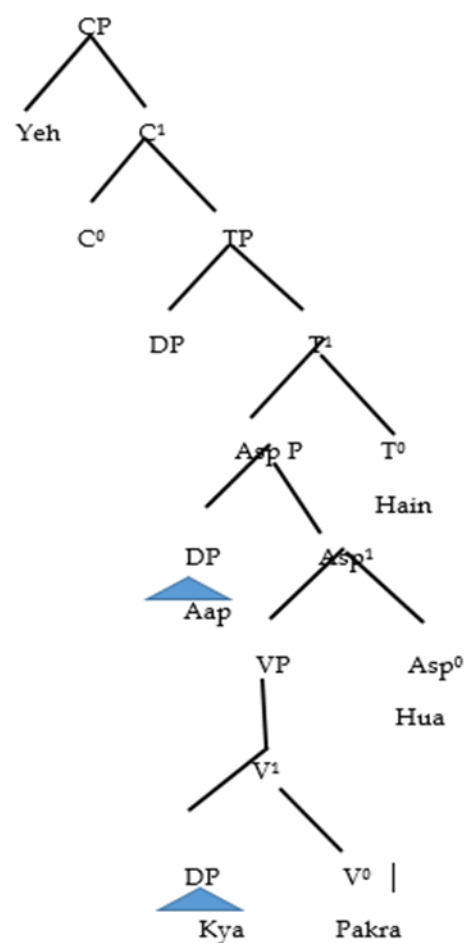 CP
Yeh C¹
C⁰ TP
DP T¹
Asp P T⁰
Hain
DP Asp¹
Aap
VP Asp⁰
Hua
V¹
DP V⁰ |
Kya Pakra